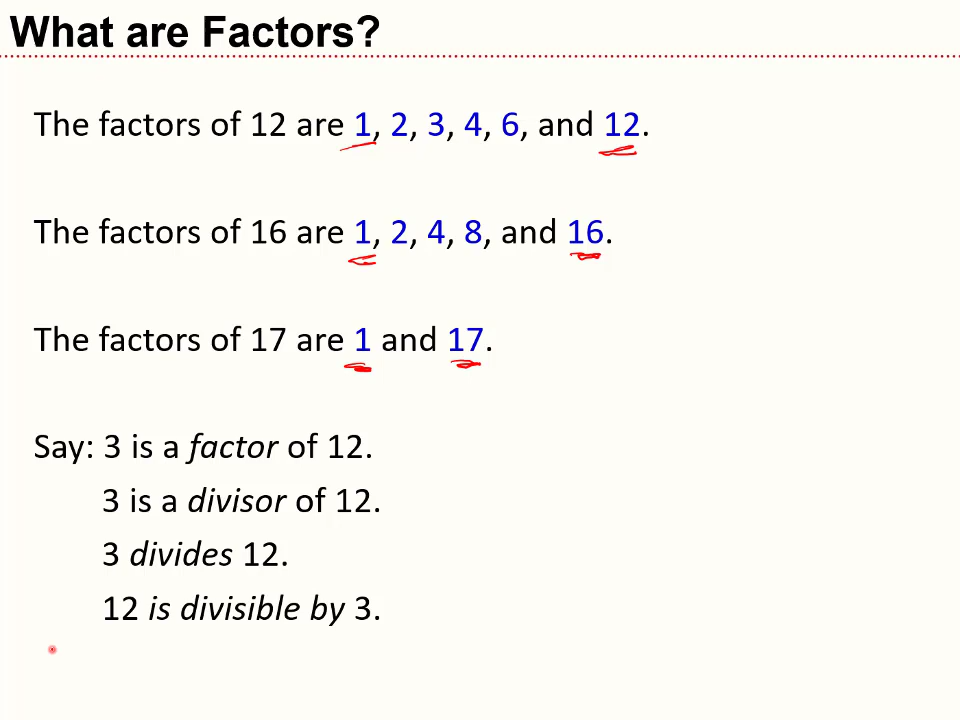 What are Factors?
The factors of 12 are 1, 2, 3, 4, 6, and 12.
The factors of 16 are 1, 2, 4, 8, and 16.
The factors of 17 are 1 and 17.
Say: 3 is a factor of 12.
3 is a divisor of 12.
3 divides 12.
12 is divisible by 3.